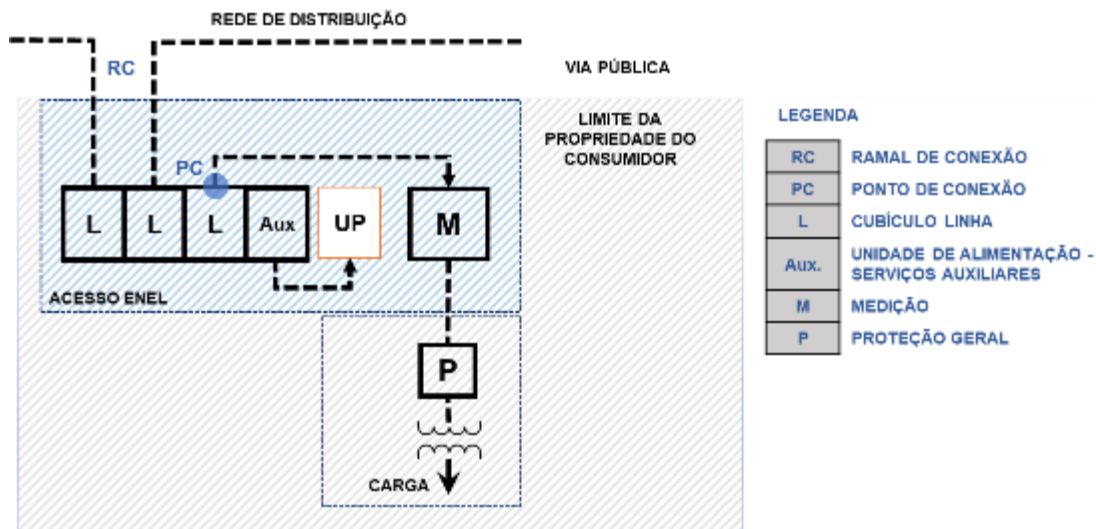 REDE DE DISTRIBUIÇÃO
RC
VIA PÚBLICA
LIMITE DA
PROPRIEDADE DO
CONSUMIDOR
PC
L
L
L
Aux
UP
M
ACESSO ENEL
P
CARGA
LEGENDA
RC RAMAL DE CONEXÃO
PC PONTO DE CONEXÃO
L CUBÍCULO LINHA
Aux. UNIDADE DE ALIMENTAÇÃO -
SERVIÇOS AUXILIARES
M MEDIÇÃO
P PROTEÇÃO GERAL